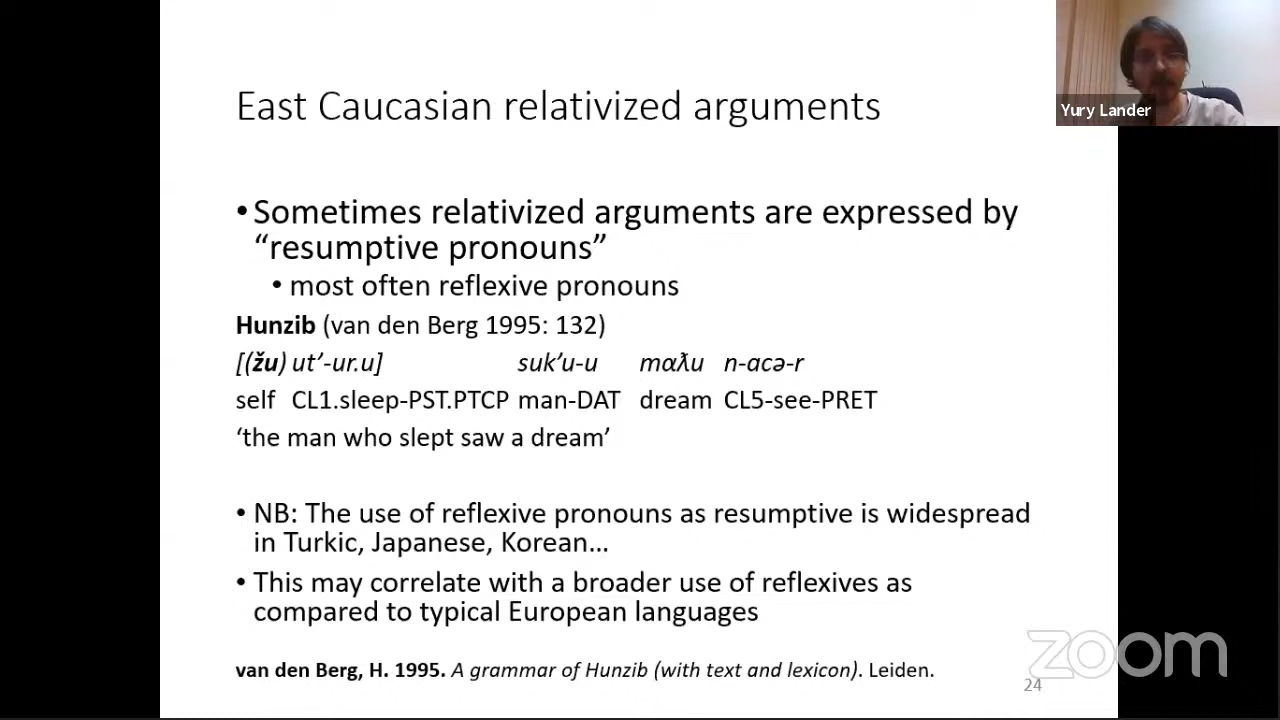 East Caucasian relativized arguments
Yury Lander
• Sometimes relativized arguments are expressed by
“resumptive pronouns”
• most often reflexive pronouns
Hunzib (van den Berg 1995: 132)
[(žu) ut’-ur.u] suk’u-u mαƛu n-acə-r
self CL1.sleep-PST.PTCP man-DAT dream CL5-see-PRET
‘the man who slept saw a dream’
• NB: The use of reflexive pronouns as resumptive is widespread
in Turkic, Japanese, Korean…
• This may correlate with a broader use of reflexives as
compared to typical European languages
van den Berg, H. 1995. A grammar of Hunzib (with text and lexicon). Leiden.
zoom
24